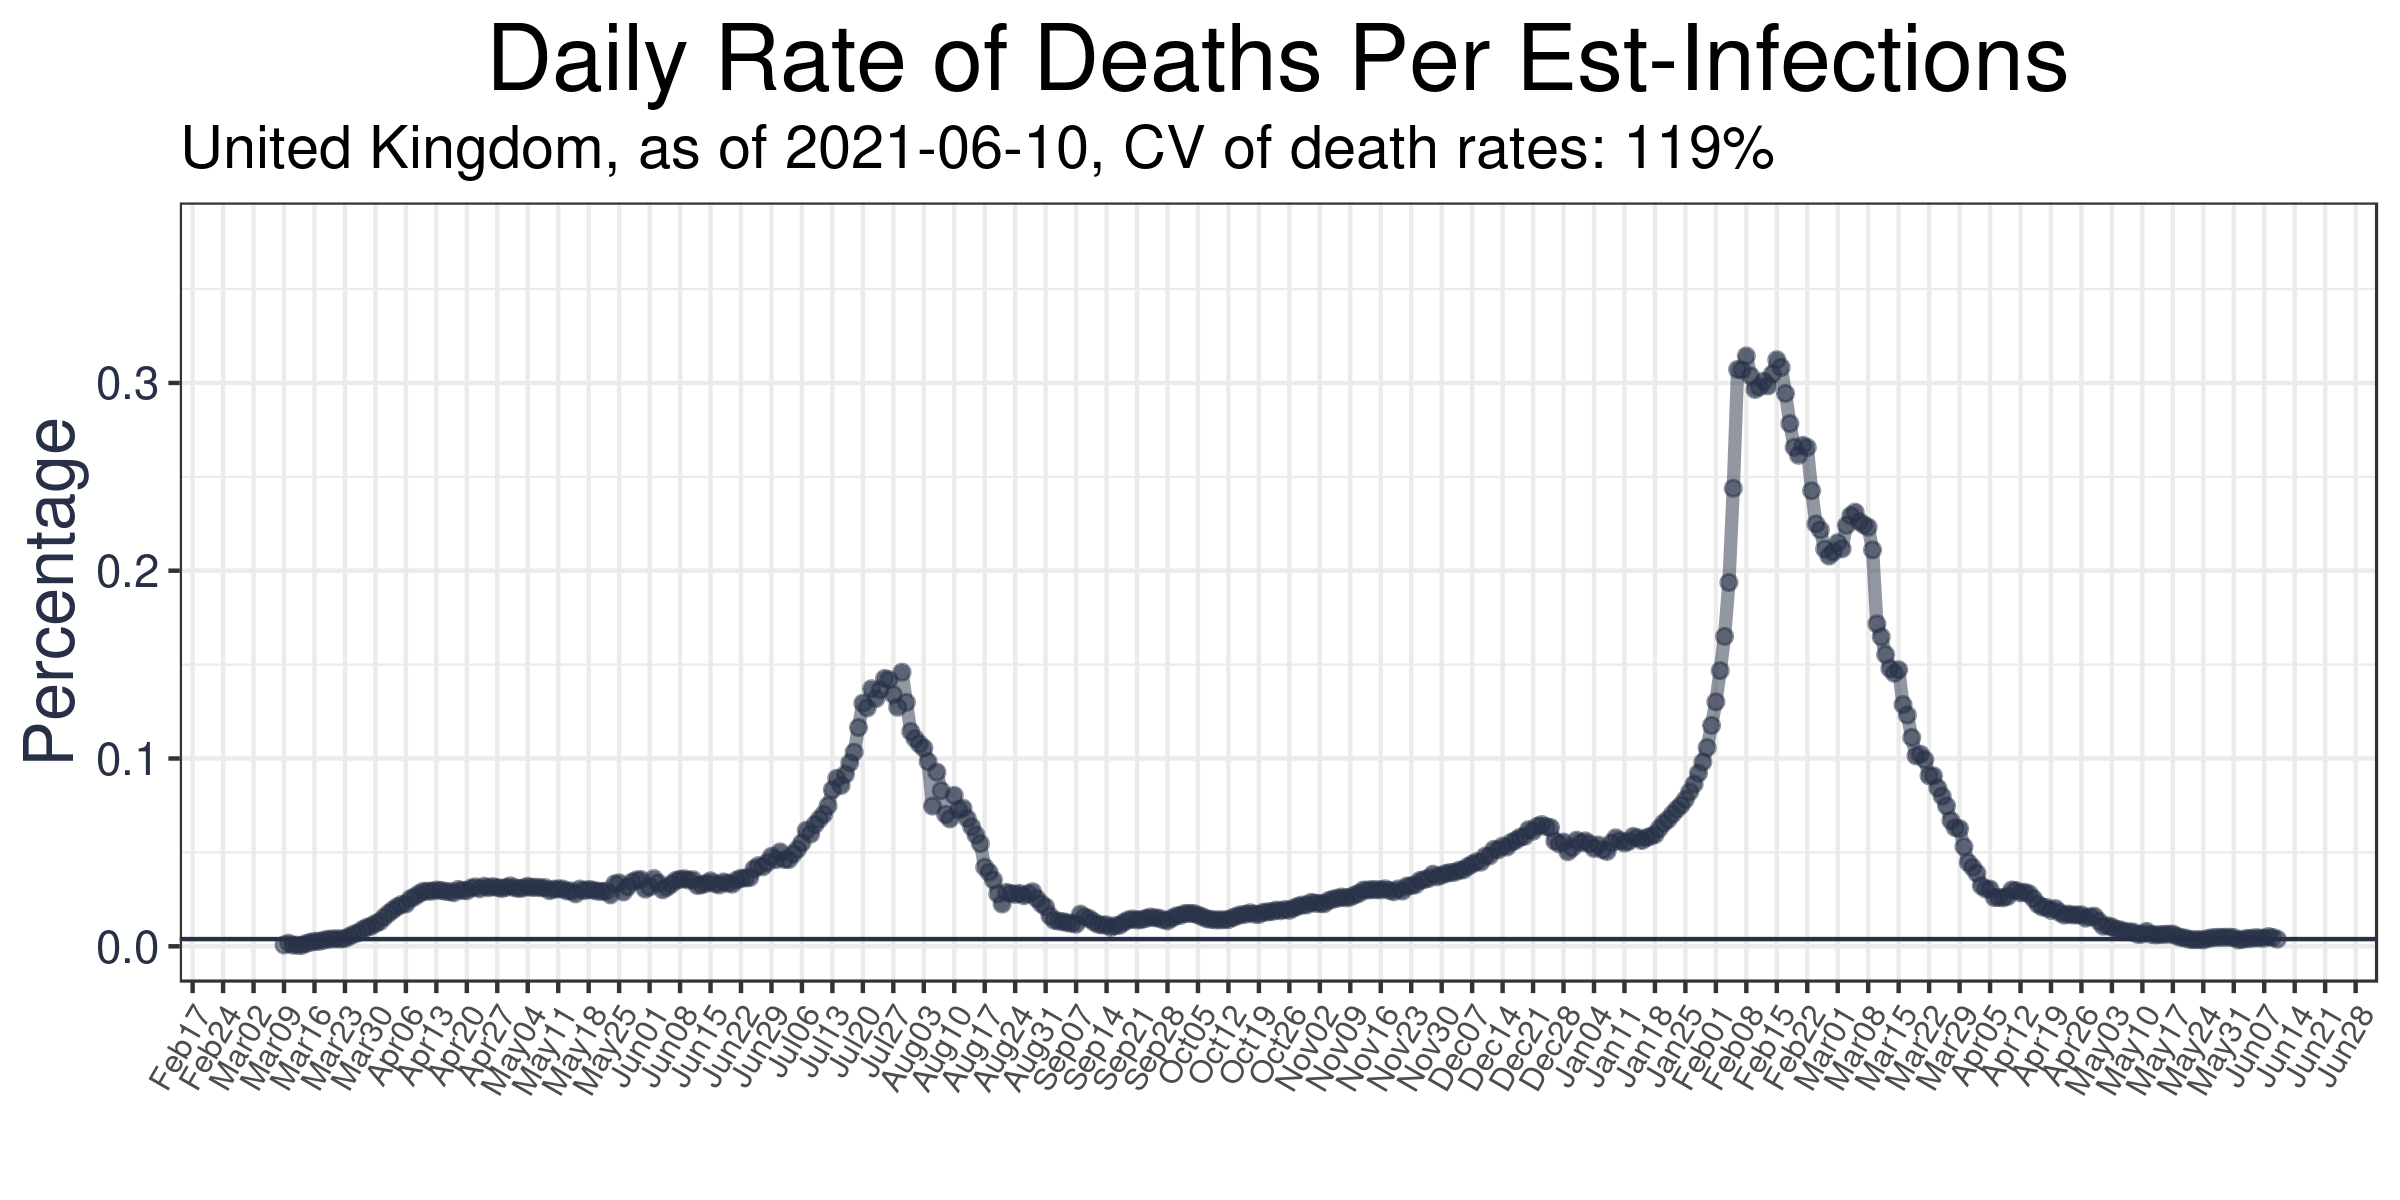 Daily Rate of Deaths Per Est-Infections
United Kingdom, as of 2021-06-10, CV of death rates: 119%
Percentage
0.3
0.2
0.1
0.0
Feb17 Feb24 Mar02 Mar09 Mar16 Mar23 Mar30 Apr06 Apr13 Apr20 Apr27 May04 May11 May18 May25 Jun01 Jun08 Jun15 Jun22 Jun29 Jul06 Jul13 Jul20 Jul27 Aug03 Aug10 Aug17 Aug24 Aug31 Sep07 Sep14 Sep21 Sep28 Oct05 Oct12 Oct19 Oct26 Nov02 Nov09 Nov16 Nov23 Nov30 Dec07 Dec14 Dec21 Dec28 Dec04 Jan04 Jan11 Jan18 Jan25 Feb01 Feb08 Feb15 Feb22 Mar01 Mar08 Mar15 Mar22 Mar29 Apr05 Apr12 Apr19 Apr26 May03 May10 May17 May24 May31 Jun07 Jun14 Jun21 Jun28